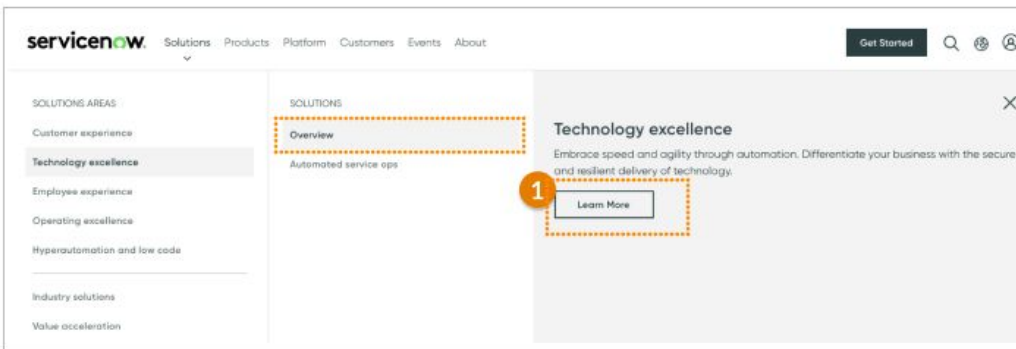 servicenow.
Solutions Products Platform Customers Events About
Get Started
SOLUTIONS AREAS
Customer experience
Technology excellence
Employee experience
Operating excellence
Hyperautomation and low code
Industry solutions
Value acceleration
SOLUTIONS
Overview
Automated service ops
Technology excellence
Embrace speed and agility through automation. Differentiate your business with the secure
and resilient delivery of technology.
1
Learn More